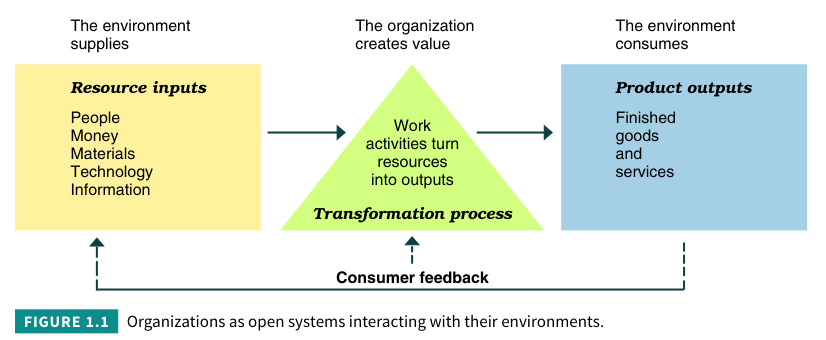 The environment
supplies
The organization
creates value
The environment
consumes
Resource inputs
People
Money
Materials
Technology
Information
Work
activities turn
resources
into outputs
Transformation process
Product outputs
Finished
goods
and
services
Consumer feedback
FIGURE 1.1 Organizations as open systems interacting with their environments.